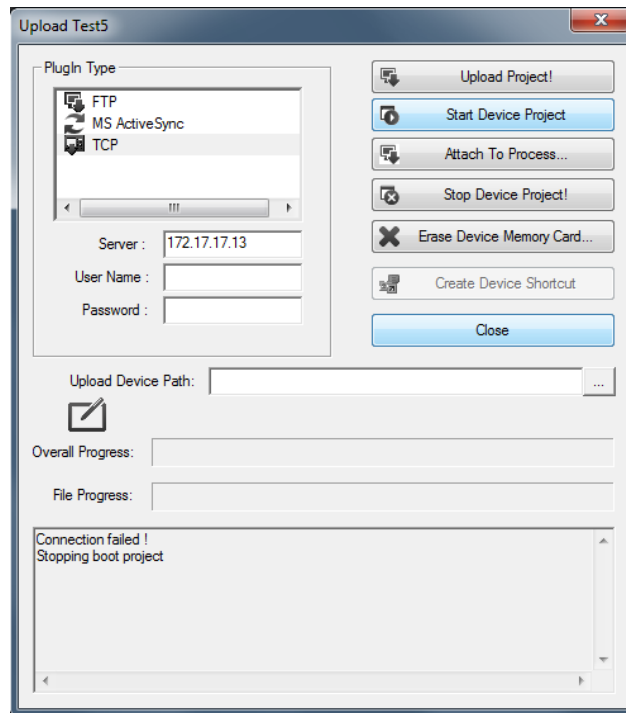 Upload Test5
PlugIn Type
FTP
MS ActiveSync
TCP
Server :
172.17.17.13
User Name :
Password :
Upload Project!
Start Device Project
Attach To Process...
Stop Device Project!
Erase Device Memory Card...
Create Device Shortcut
Close
Upload Device Path:
...
Overall Progress:
File Progress:
Connection failed !
Stopping boot project